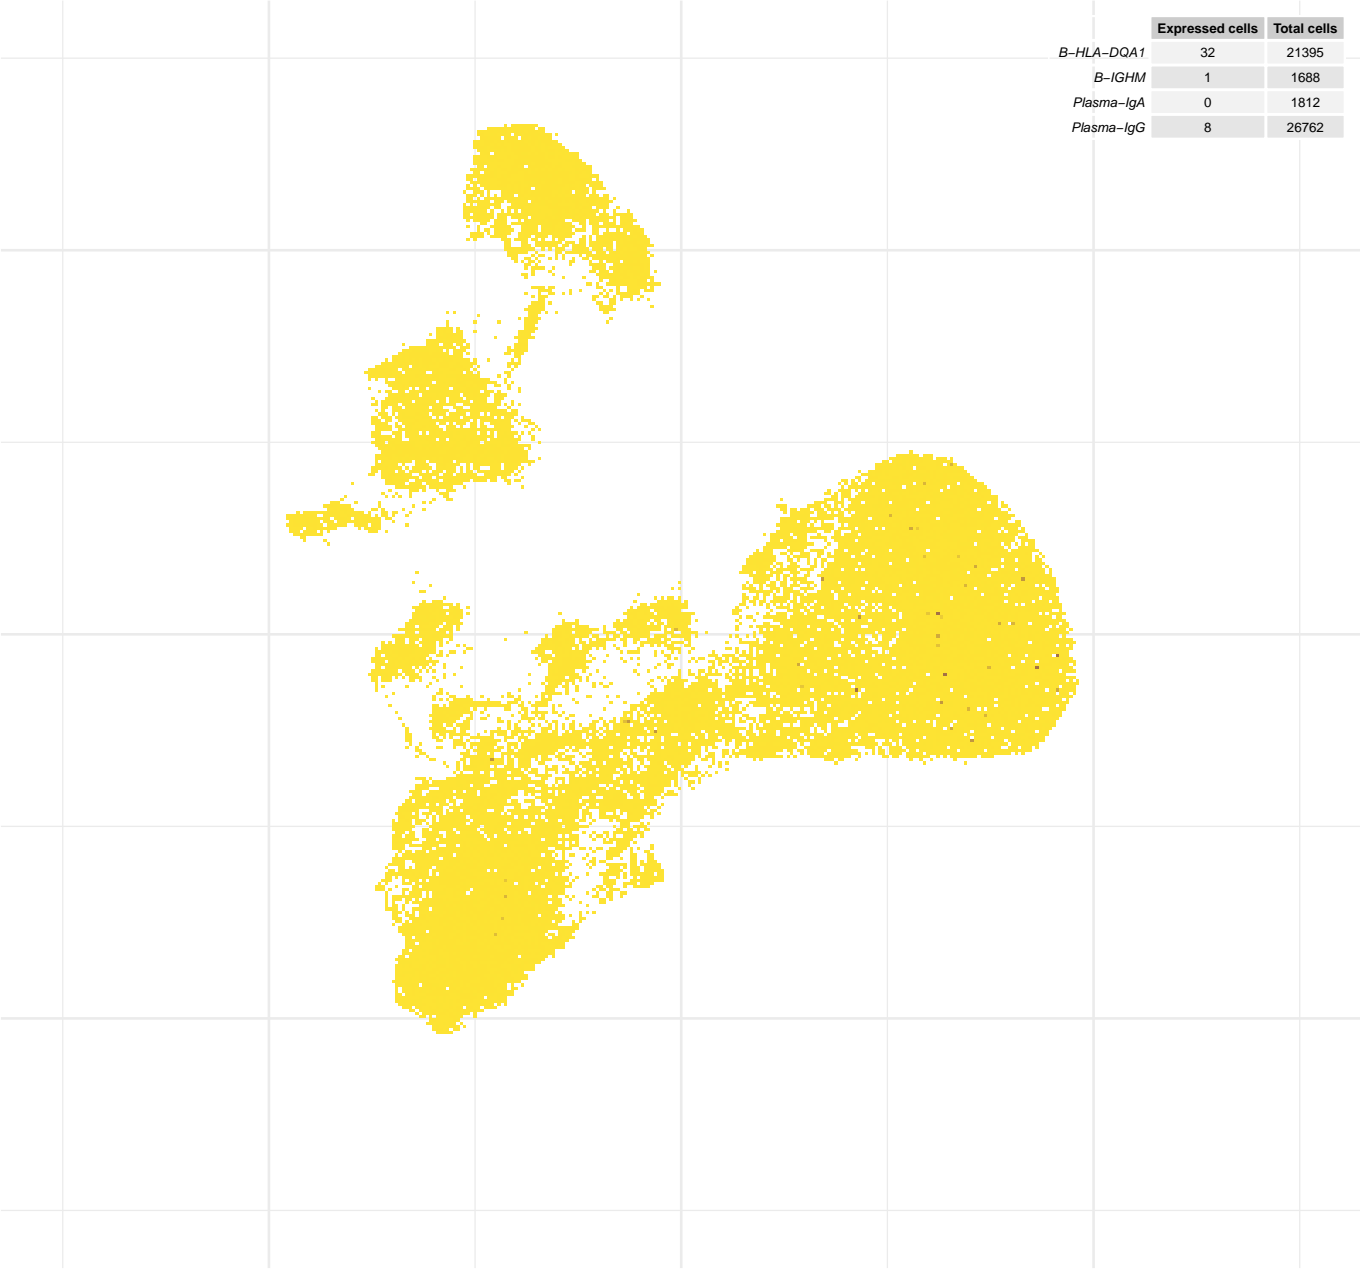 Expressed cells Total cells
B−HLA−DQA1 32 21395
B−IGHM 1 1688
Plasma−IgA 0 1812
Plasma−IgG 8 26762